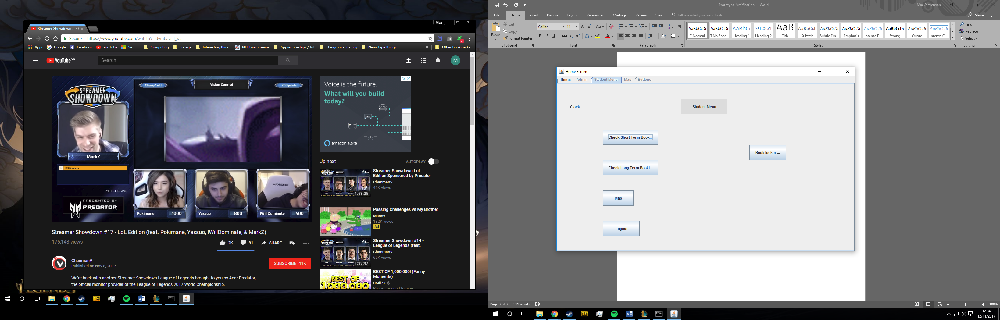 Max
Streamer Showdown
Secure
https://www.youtube.com/watch?v=dvmbavs8_ws
4
Apps
Google
Facebook
YouTube
Sign In
Computing
college
Interesting things
NFL Live Streams
Apprenticeships / Jo
Things i wanna buy
News type things
»
Other bookmarks
YouTube GB
Search
M
STREAMER
SHOWDOWN
Chomp 1 of 8
Vision Control
200 points
MarkZ
IWillDominate
MATCHERINO
PRESENTED BY
PREDATOR
MAXNOMIC
Pokimane 1000
Yassuo 800
IWillDominate 400
Streamer Showdown #17 - LoL Edition (feat. Pokimane, Yassuo, IWillDominate, & MarkZ)
176,148 views
2K
91
SHARE
ChanmanV
Published on Nov 8, 2017
SUBSCRIBE 41K
We're back with another Streamer Showdown League of Legends brought to you by Acer Predator,
the official monitor provider of the League of Legends 2017 World Championship.
Voice is the future.
What will you build
today?
amazon alexa
Up next
AUTOPLAY
#16
1:53:25
Streamer Showdown LoL
Edition Sponsored by Predator
ChanmanV
46K views
Passing Challenges vs My Brother
Manny
132K views
Ad
#14
1:33:47
Streamer Showdown #14 -
League of Legends (feat.
ChanmanV
65K views
BEST OF
1,000,000
BEST OF 1,000,000! (Funny
Moments)
SMii7Y
Recommended for you
LEGENDS
PUBG
Prototype Justification - Word
Max Stevenson
File
Home
Insert
Design
Layout
References
Mailings
Review
View
Tell me what you want to do
Share
Paste
Cut
Copy
Format Painter
Clipboard
Calibri
11
Font
Paragraph
AaBbCcDc
¶ Normal
AaBbCcDc
¶ No Spac...
AaBbCc
Heading 1
AaBbCcE
Heading 2
AaB
Title
AaBbCcE
Subtitle
AaBbCcDc
Subtle Em...
AaBbCcDc
Emphasis
AaBbCcDc
Intense E...
AaBbCcDc
Strong
AaBbCcDc
Quote
AaBbCcDc
Intense Q...
Styles
Find
Replace
Select
Editing
Home Screen
Home
Admin
Student Menu
Map
Buttons
Clock
Student Menu
Check Short Term Book...
Book locker ...
Check Long Term Booki...
Map
Logout
Page 3 of 3
511 words
100%
PUBG
12:34
12/11/2017